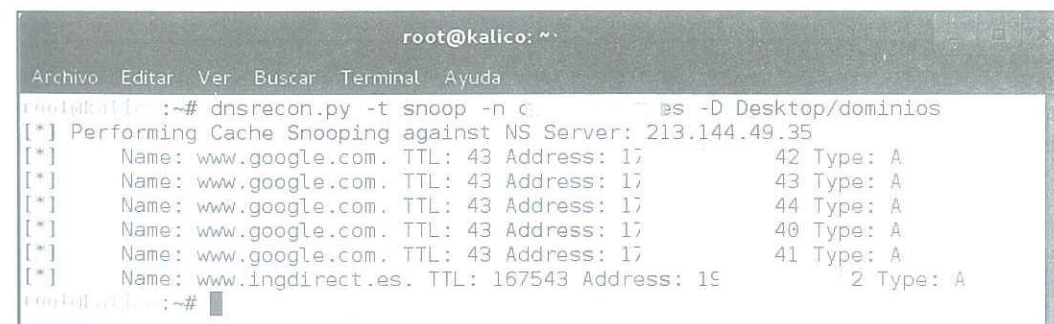 root@kalico: ~
Archivo Editar Ver Buscar Terminal Ayuda
root@kalico:~# dnsrecon.py -t snoop -n es -D Desktop/dominios
[*] Performing Cache Snooping against NS Server: 213.144.49.35
[*] Name: www.google.com. TTL: 43 Address: 17 42 Type: A
[*] Name: www.google.com. TTL: 43 Address: 17 43 Type: A
[*] Name: www.google.com. TTL: 43 Address: 17 44 Type: A
[*] Name: www.google.com. TTL: 43 Address: 17 40 Type: A
[*] Name: www.google.com. TTL: 43 Address: 17 41 Type: A
[*] Name: www.ingdirect.es. TTL: 167543 Address: 19 2 Type: A
root@kalico:~#